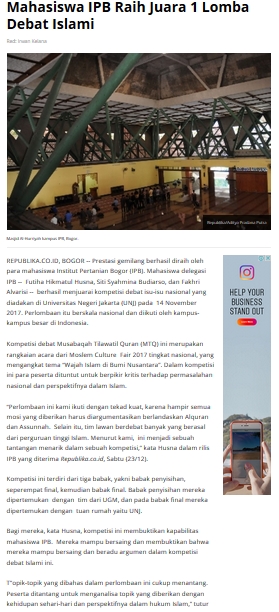 Mahasiswa IPB Raih Juara 1 Lomba
Debat Islami
Red: Irwan Kelana
Republika/Aditya Pradana Putra
Masjid Al-Hurriyah kampus IPB, Bogor.
REPUBLIKA.CO.ID, BOGOR -- Prestasi gemilang berhasil diraih oleh
para mahasiswa Institut Pertanian Bogor (IPB). Mahasiswa delegasi
IPB -- Futiha Hikmatul Husna, Siti Syahmina Budiarso, dan Fakhri
Alvarisi -- berhasil menjuarai kompetisi debat isu-isu nasional yang
diadakan di Universitas Negeri Jakarta (UNJ) pada 14 November
2017. Perlombaan itu berskala nasional dan diikuti oleh kampus-
kampus besar di Indonesia.
HELP YOUR
BUSINESS
STAND OUT
Kompetisi debat Musabaqah Tilawatil Quran (MTQ) ini merupakan
rangkaian acara dari Moslem Culture Fair 2017 tingkat nasional, yang
mengangkat tema "Wajah Islam di Bumi Nusantara". Dalam kompetisi
ini para peserta dituntut untuk berpikir kritis terhadap permasalahan
nasional dan perspektifnya dalam Islam.
"Perlombaan ini kami ikuti dengan tekad kuat, karena hampir semua
mosi yang diberikan harus diargumentasikan berlandaskan Alquran
dan Assunnah. Selain itu, tim lawan berdebat banyak yang berasal
dari perguruan tinggi Islam. Menurut kami, ini menjadi sebuah
tantangan menarik dalam sebuah kompetisi," kata Husna dalam rilis
IPB yang diterima Republika.co.id, Sabtu (23/12).
Kompetisi ini terdiri dari tiga babak, yakni babak penyisihan,
seperempat final, kemudian babak final. Babak penyisihan mereka
dipertemukan dengan tim dari UGM, dan pada babak final mereka
dipertemukan dengan tuan rumah yaitu UNJ.
Bagi mereka, kata Husna, kompetisi ini membuktikan kapabilitas
mahasiswa IPB. Mereka mampu bersaing dan membuktikan bahwa
mereka mampu bersaing dan beradu argumen dalam kompetisi
debat Islami ini.
T"opik-topik yang dibahas dalam perlombaan ini cukup menantang.
Peserta ditantang untuk menganalisa topik yang diberikan dengan
kehidupan sehari-hari dan perspektifnya dalam hukum Islam," tutur